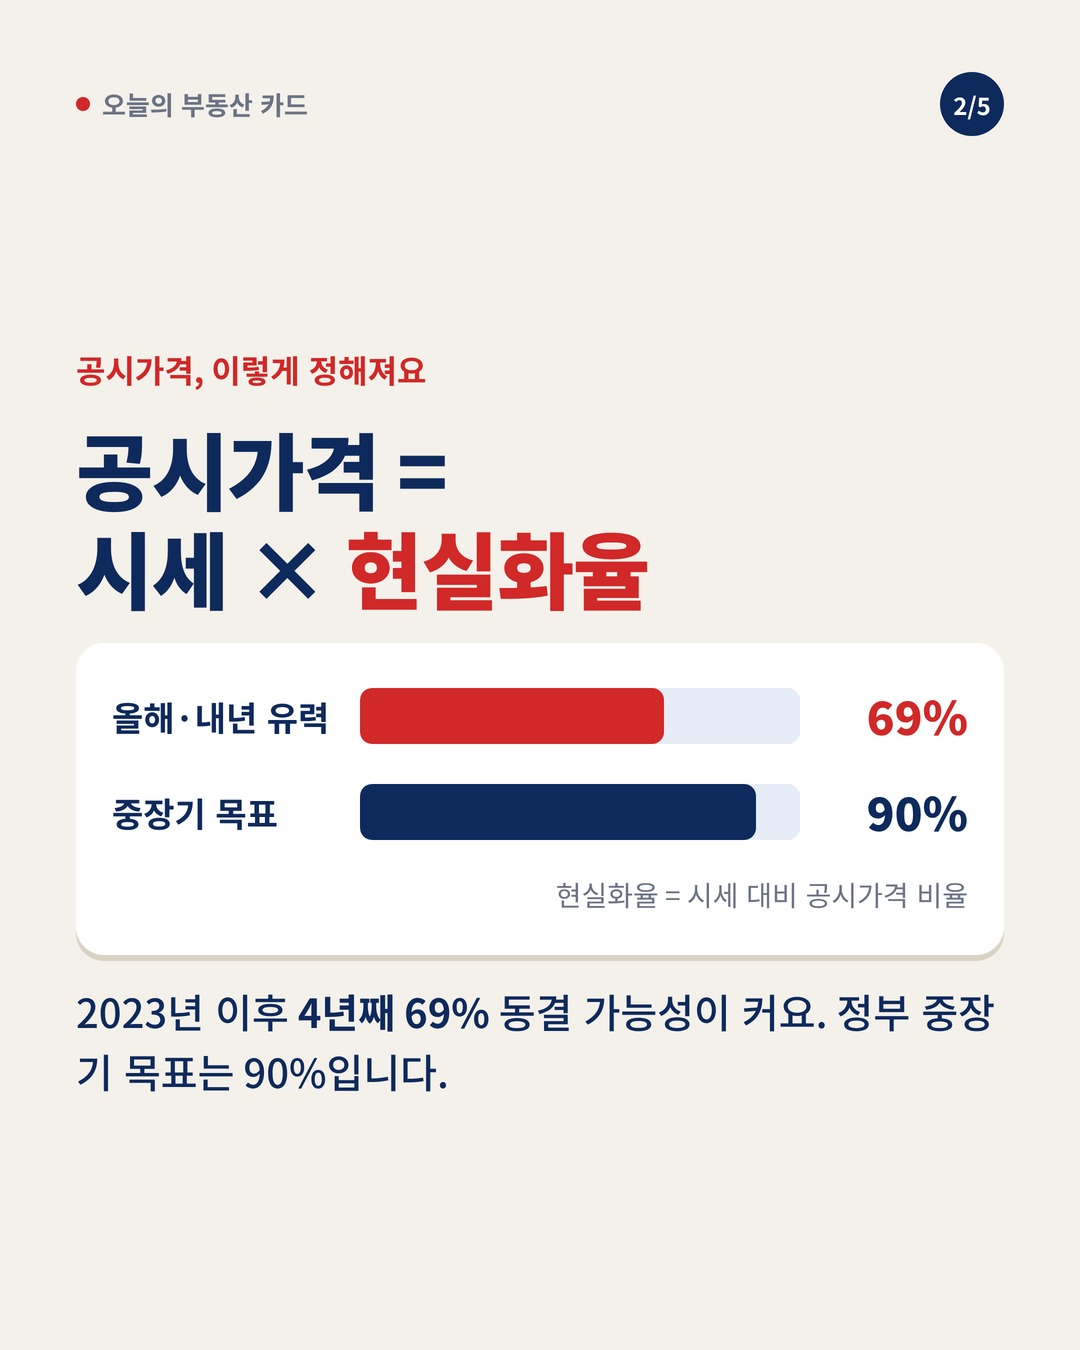 오늘의 부동산 카드
2/5
공시가격, 이렇게 정해져요
공시가격 =
시세 × 현실화율
올해·내년 유력 69%
중장기 목표 90%
현실화율 = 시세 대비 공시가격 비율
2023년 이후 4년째 69% 동결 가능성이 커요. 정부 중장
기 목표는 90%입니다.